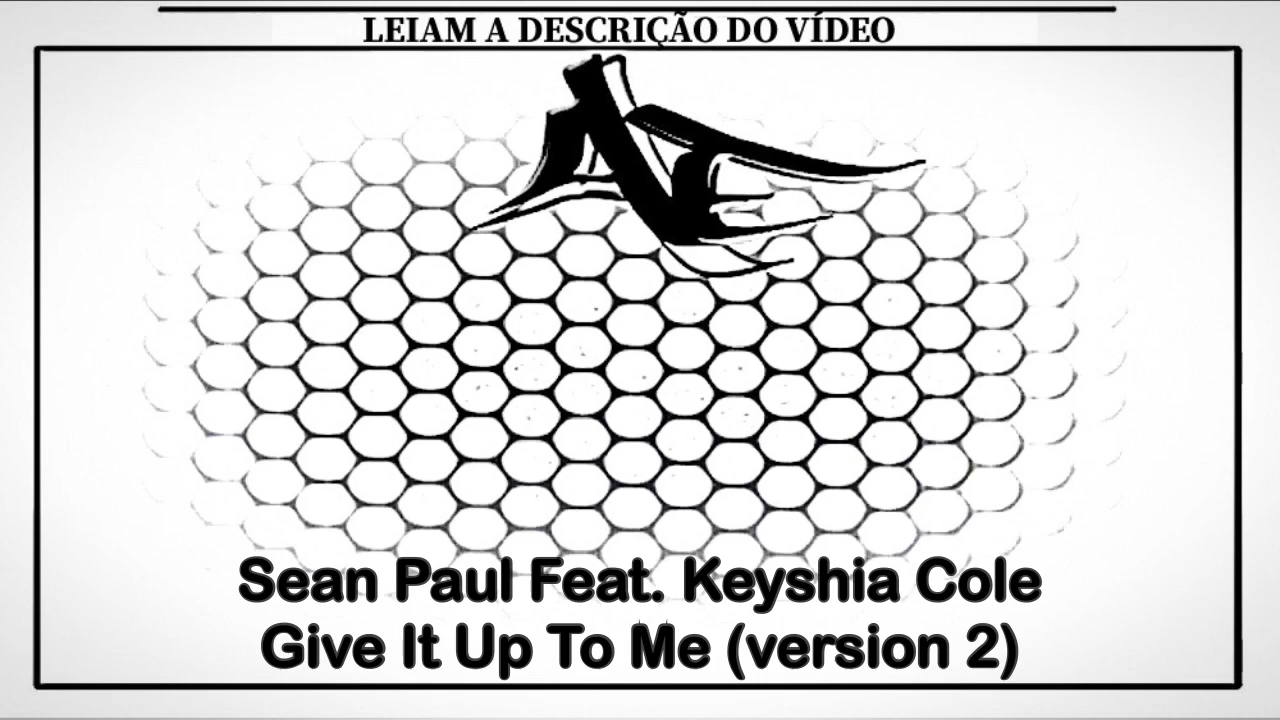 LEIAM A DESCRIÇÃO DO VÍDEO
Sean Paul Feat. Keyshia Cole
Give It Up To Me (version 2)